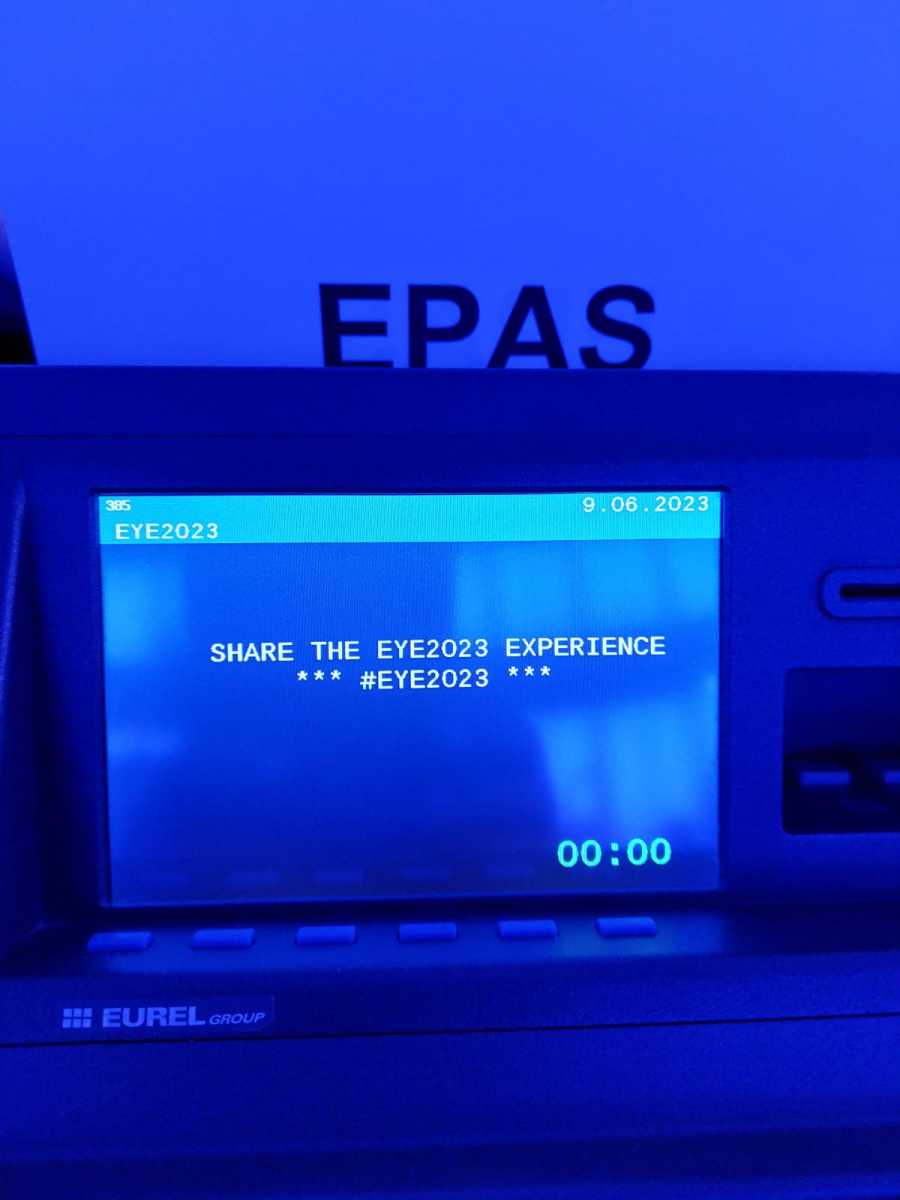 EPAS
385
9.06.2023
EYE2023
SHARE THE EYE2023 EXPERIENCE
*** #EYE2023 ***
00:00
EUREL GROUP